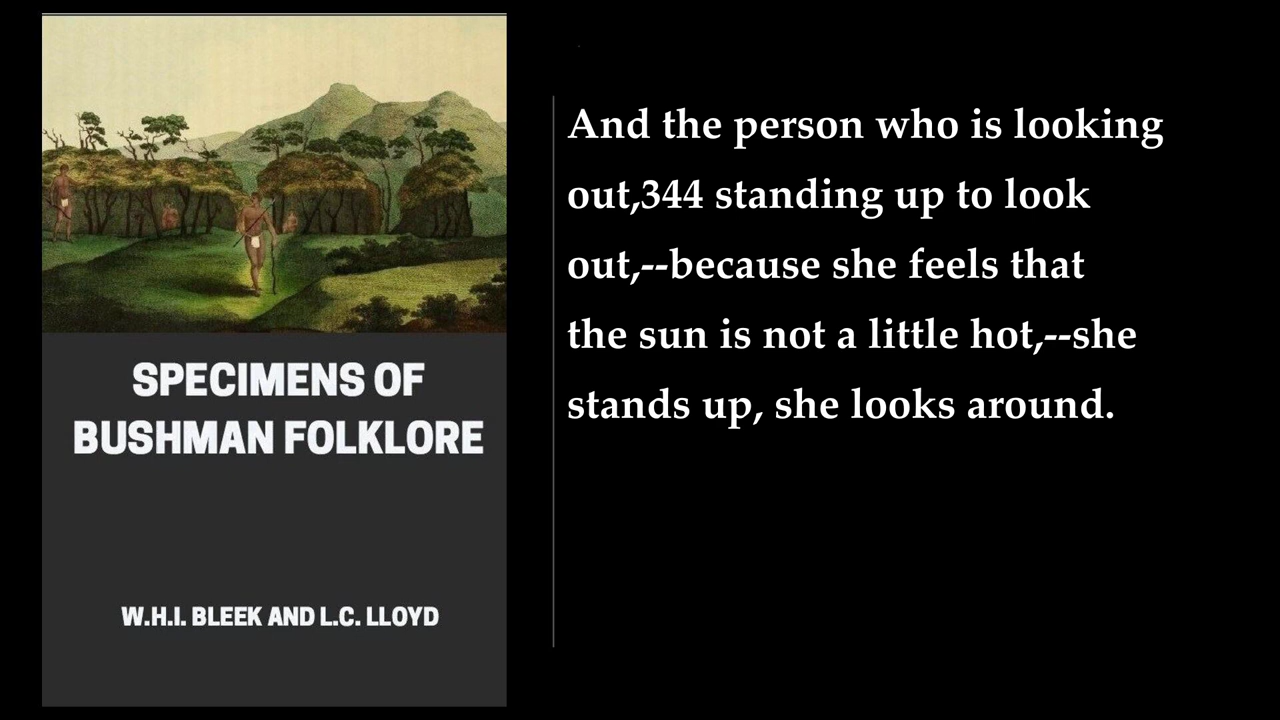 SPECIMENS OF
BUSHMAN FOLKLORE
W.H.I. BLEEK AND L.C. LLOYD
And the person who is looking
out,344 standing up to look
out,--because she feels that
the sun is not a little hot,--she
stands up, she looks around.